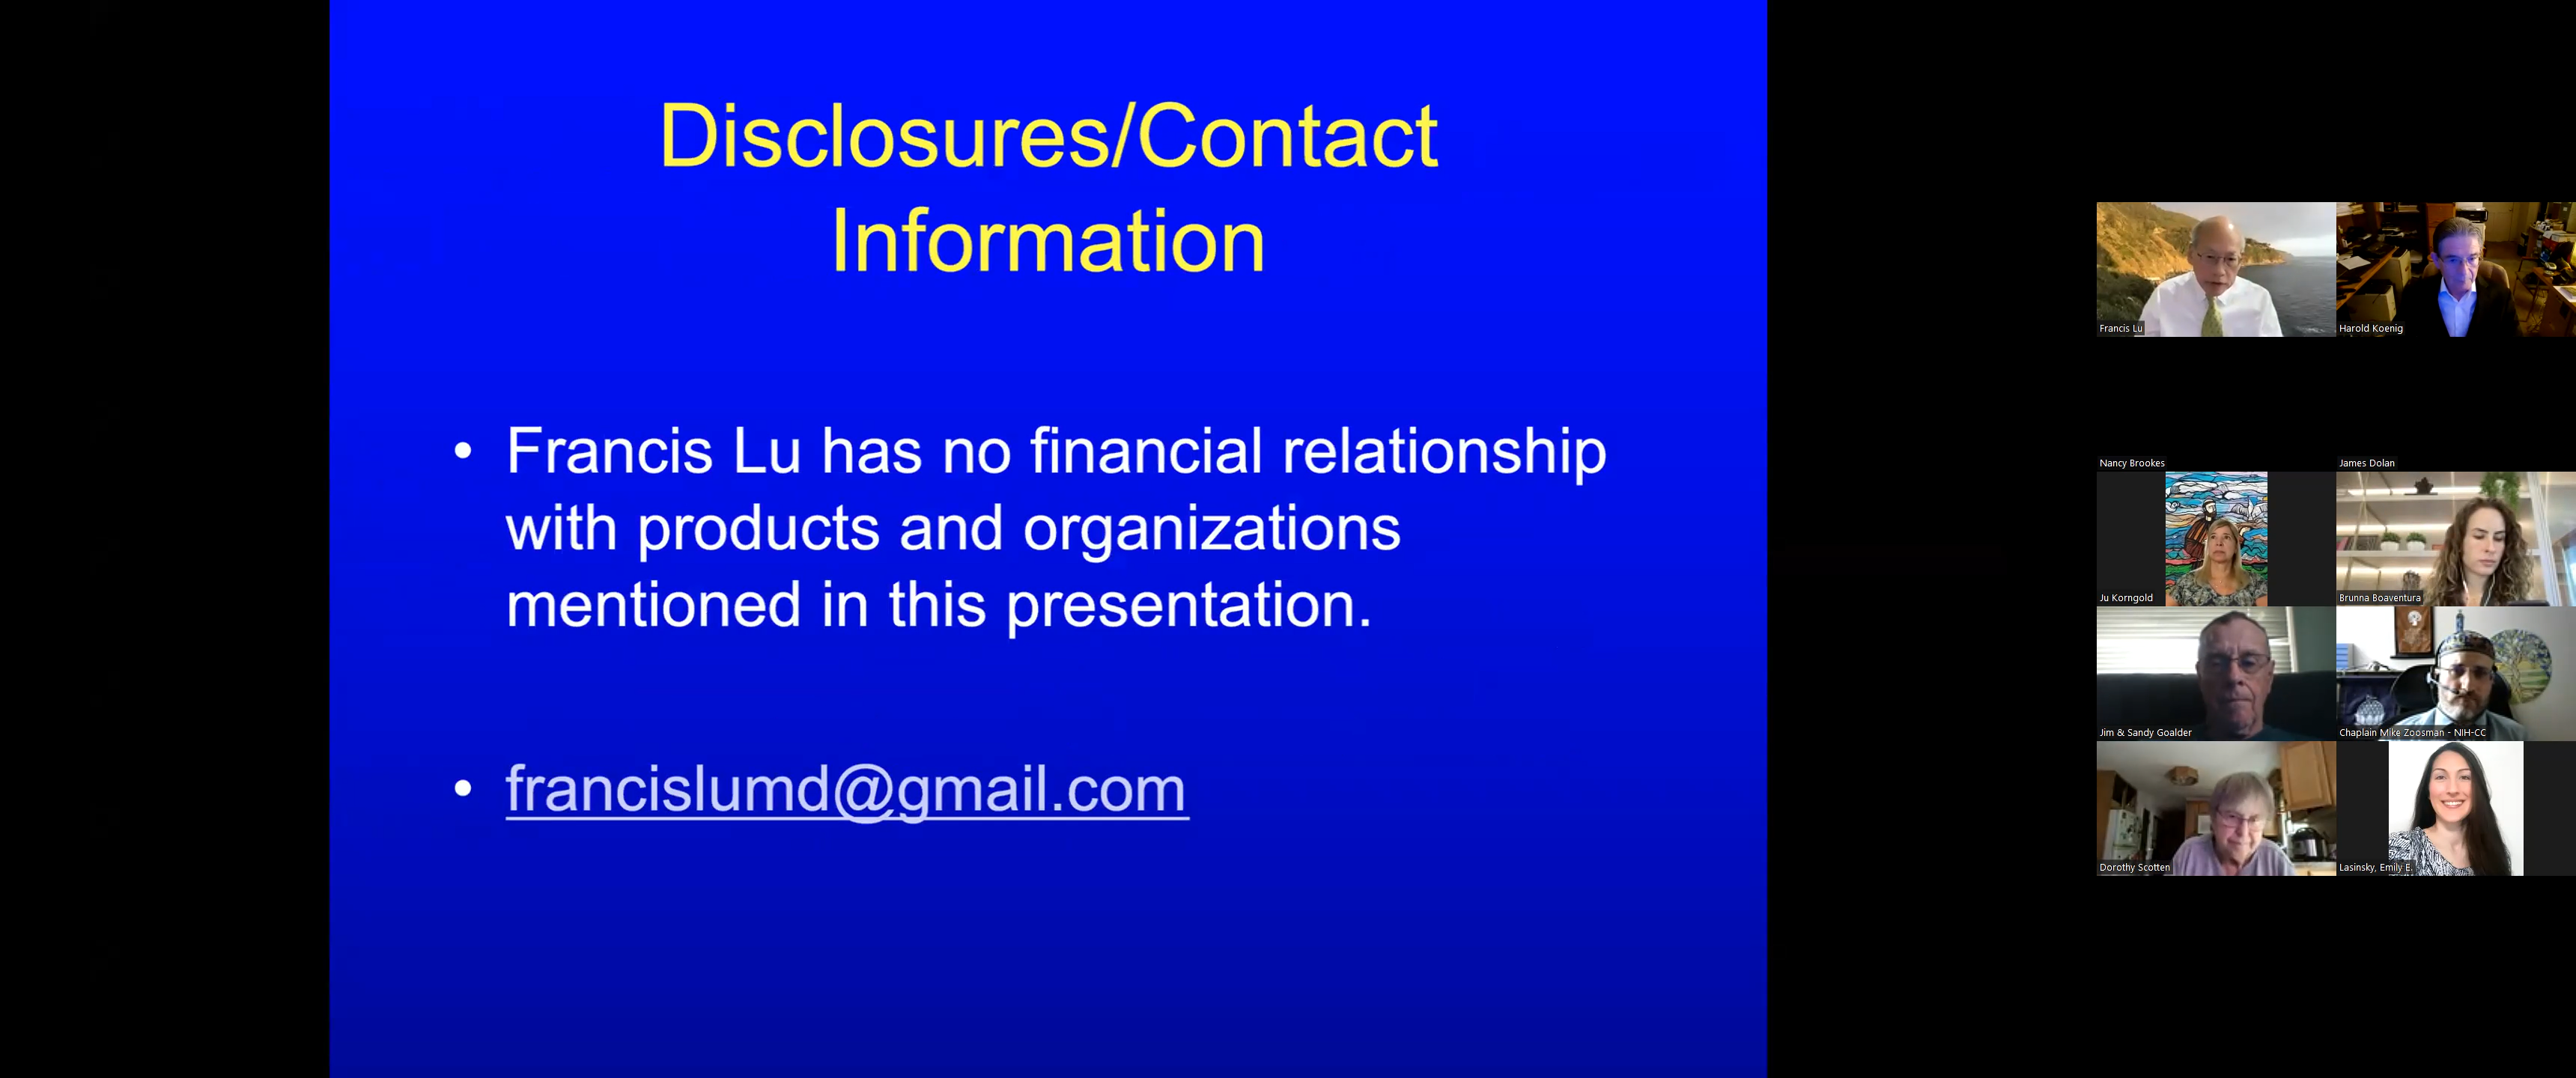 Disclosures/Contact
Information
• Francis Lu has no financial relationship
with products and organizations
mentioned in this presentation.
• francislumd@gmail.com
Francis Lu
Harold Koenig
Nancy Brookes
James Dolan
Ju Korngold
Brunna Boaventura
Jim & Sandy Goalder
Chaplain Mike Zoosman - NIH-CC
Dorothy Scotten
Lasinsky, Emily E.